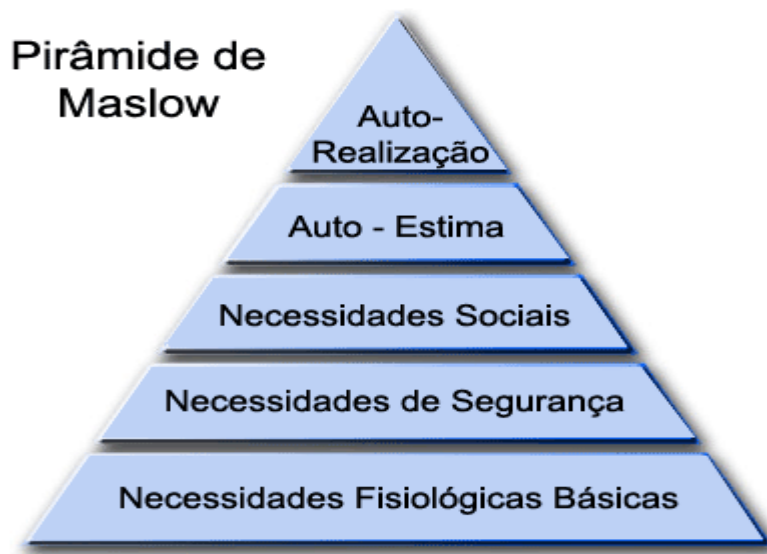 Pirâmide de
Maslow
Auto-
Realização
Auto - Estima
Necessidades Sociais
Necessidades de Segurança
Necessidades Fisiológicas Básicas